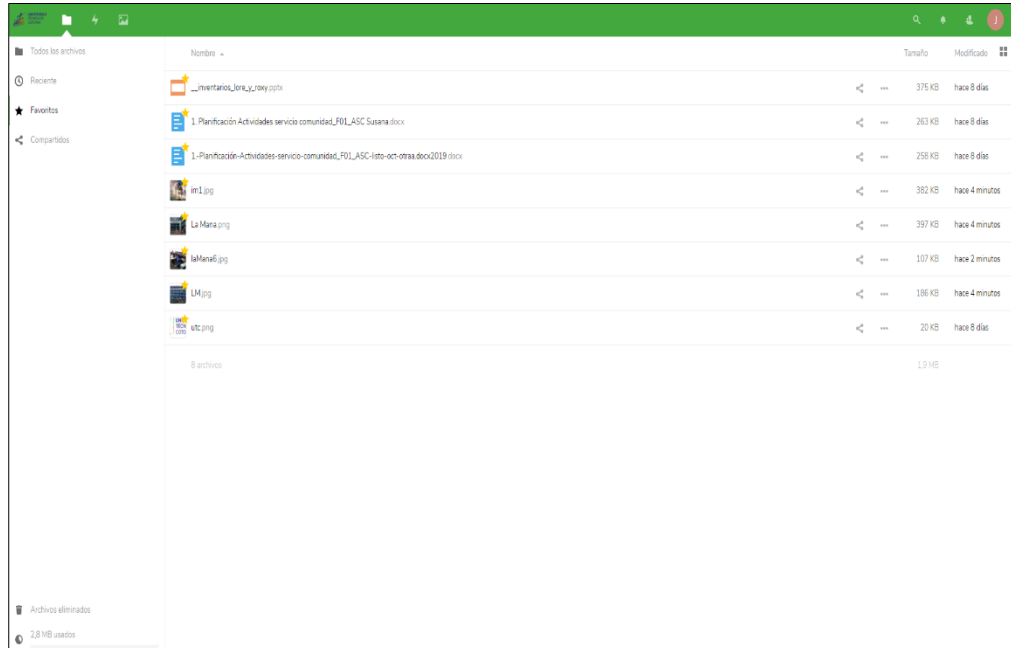 J
Todos los archivos
Reciente
Favoritos
Compartidos
Nombre Tamaño Modificado
__inventarios_lore_y_roxy.pptx 375 KB hace 8 días
1. Planificación Actividades servicio comunidad_F01_ASC Susana.docx 263 KB hace 8 días
1.-Planificación-Actividades-servicio-comunidad_F01_ASC-listo-oct-otraa.docx2019.docx 258 KB hace 8 días
im1.jpg 382 KB hace 4 minutos
La Mana.png 397 KB hace 4 minutos
laMana6.jpg 107 KB hace 2 minutos
LM.jpg 186 KB hace 4 minutos
utc.png 20 KB hace 8 días
8 archivos 1,9 MB
Archivos eliminados
2,8 MB usados